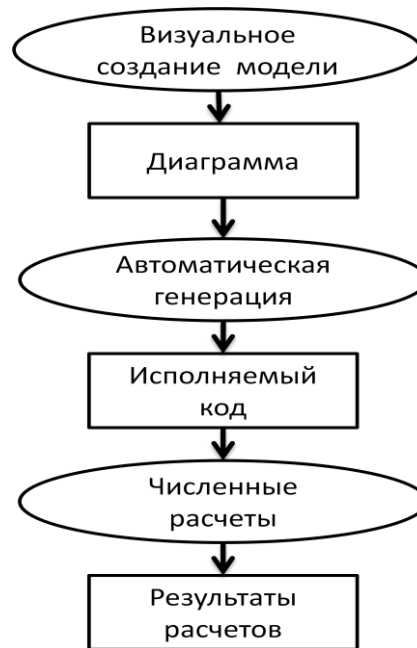 Визуальное
создание модели
Диаграмма
Автоматическая
генерация
Исполняемый
код
Численные
расчеты
Результаты
расчетов